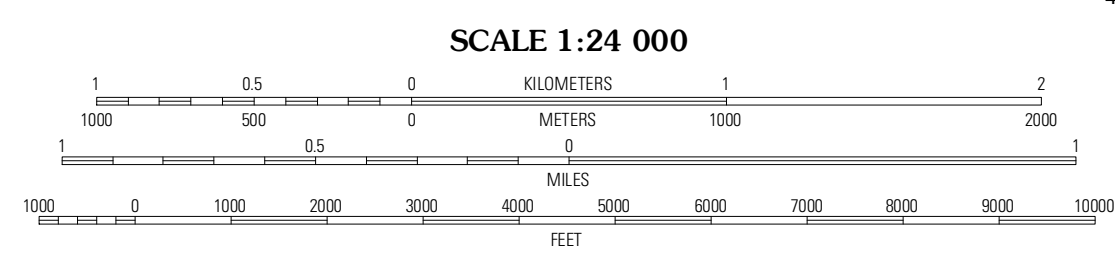 SCALE 1:24 000
1 0.5 0 KILOMETERS 1 2
1000 500 0 METERS 1000 2000
1 0.5 0 1
MILES
1000 0 1000 2000 3000 4000 5000 6000 7000 8000 9000 10000
FEET